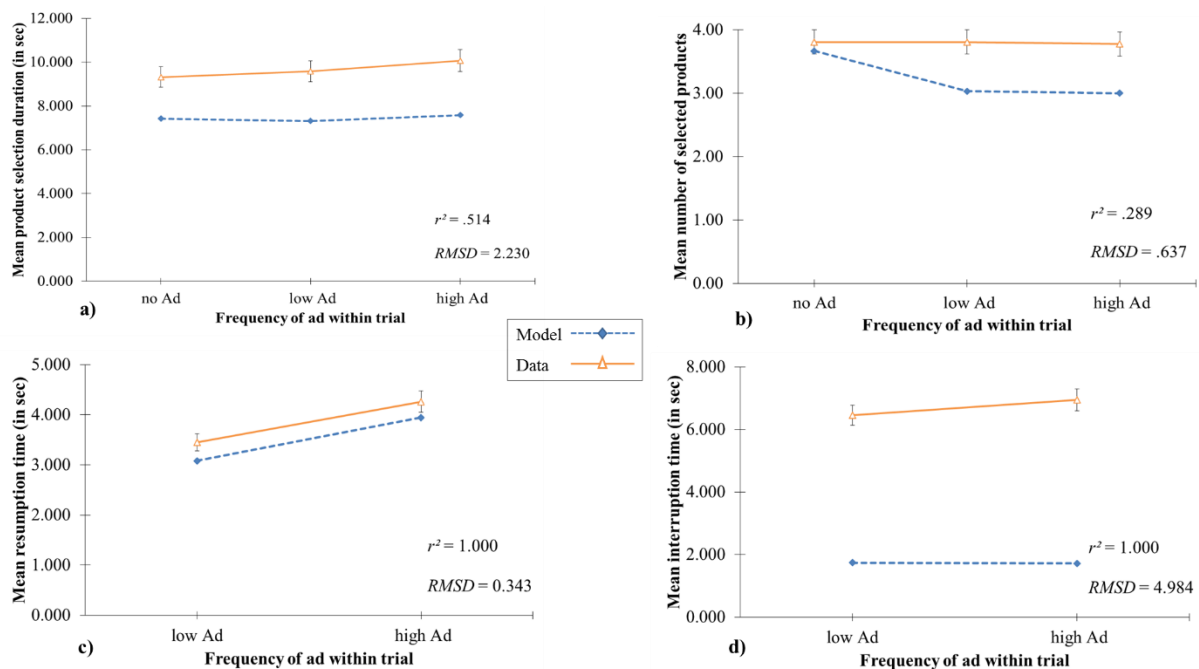 12.000
10.000
8.000
6.000
4.000
2.000
0.000
Mean product selection duration (in sec)
no Ad low Ad high Ad
Frequency of ad within trial
a)
r² = .514
RMSD = 2.230
4.00
3.00
2.00
1.00
0.00
Mean number of selected products
no Ad low Ad high Ad
Frequency of ad within trial
b)
r² = .289
RMSD = .637
Model
Data
5.000
4.000
3.000
2.000
1.000
0.000
Mean resumption time (in sec)
low Ad high Ad
Frequency of ad within trial
c)
r² = 1.000
RMSD = 0.343
8.000
6.000
4.000
2.000
0.000
Mean interruption time (in sec)
low Ad high Ad
Frequency of ad within trial
d)
r² = 1.000
RMSD = 4.984